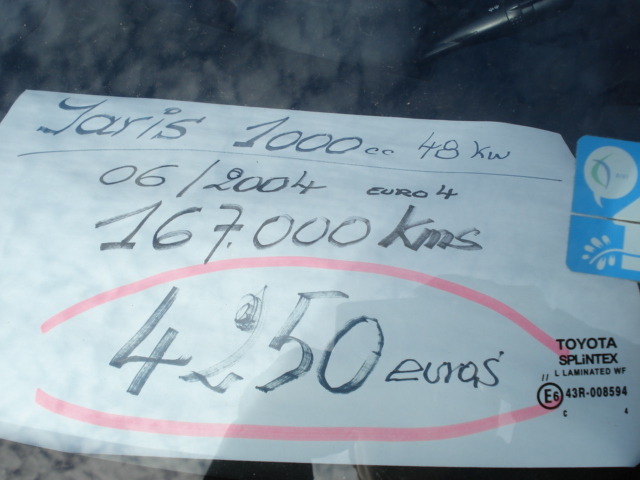 Yaris 1000cc 48 kw
06/2004 EURO 4
167.000 Kms
4250 euros
TOYOTA
SPLiNTEX
L LAMINATED WF
E6 43R-008594
C 4